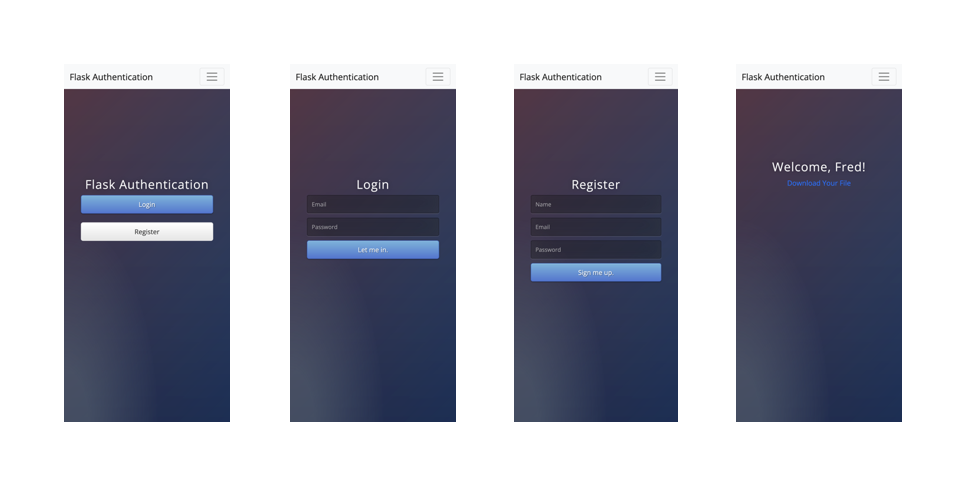 Flask Authentication
Flask Authentication
Login
Register
Flask Authentication
Login
Email
Password
Let me in.
Flask Authentication
Register
Name
Email
Password
Sign me up.
Flask Authentication
Welcome, Fred!
Download Your File